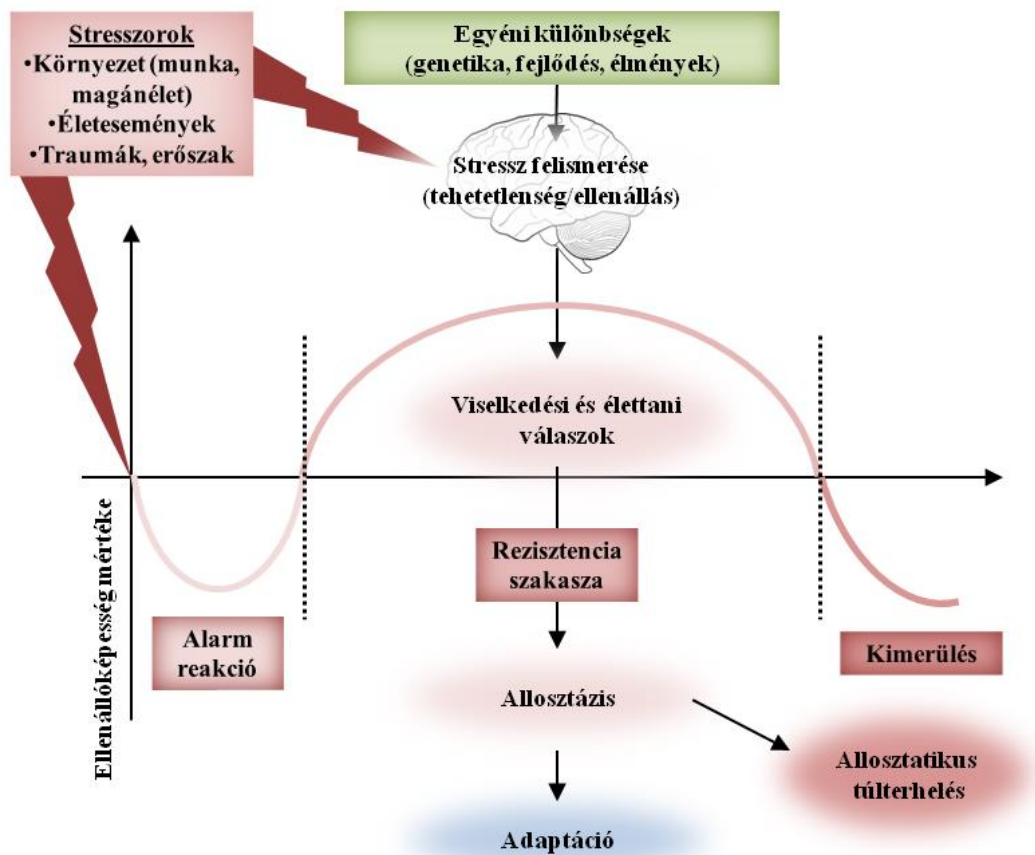 Stresszorok
•Környezet (munka,
magánélet)
•Életesemények
•Traumák, erőszak
Egyéni különbségek
(genetika, fejlődés, élmények)
Stressz felismerése
(tehetetlenség/ellenállás)
Viselkedési és élettani
válaszok
Ellenállóképesség mértéke
Rezisztencia
szakasza
Alarm
reakció
Kimerülés
Allosztázis
Allosztatikus
túlterhelés
Adaptáció